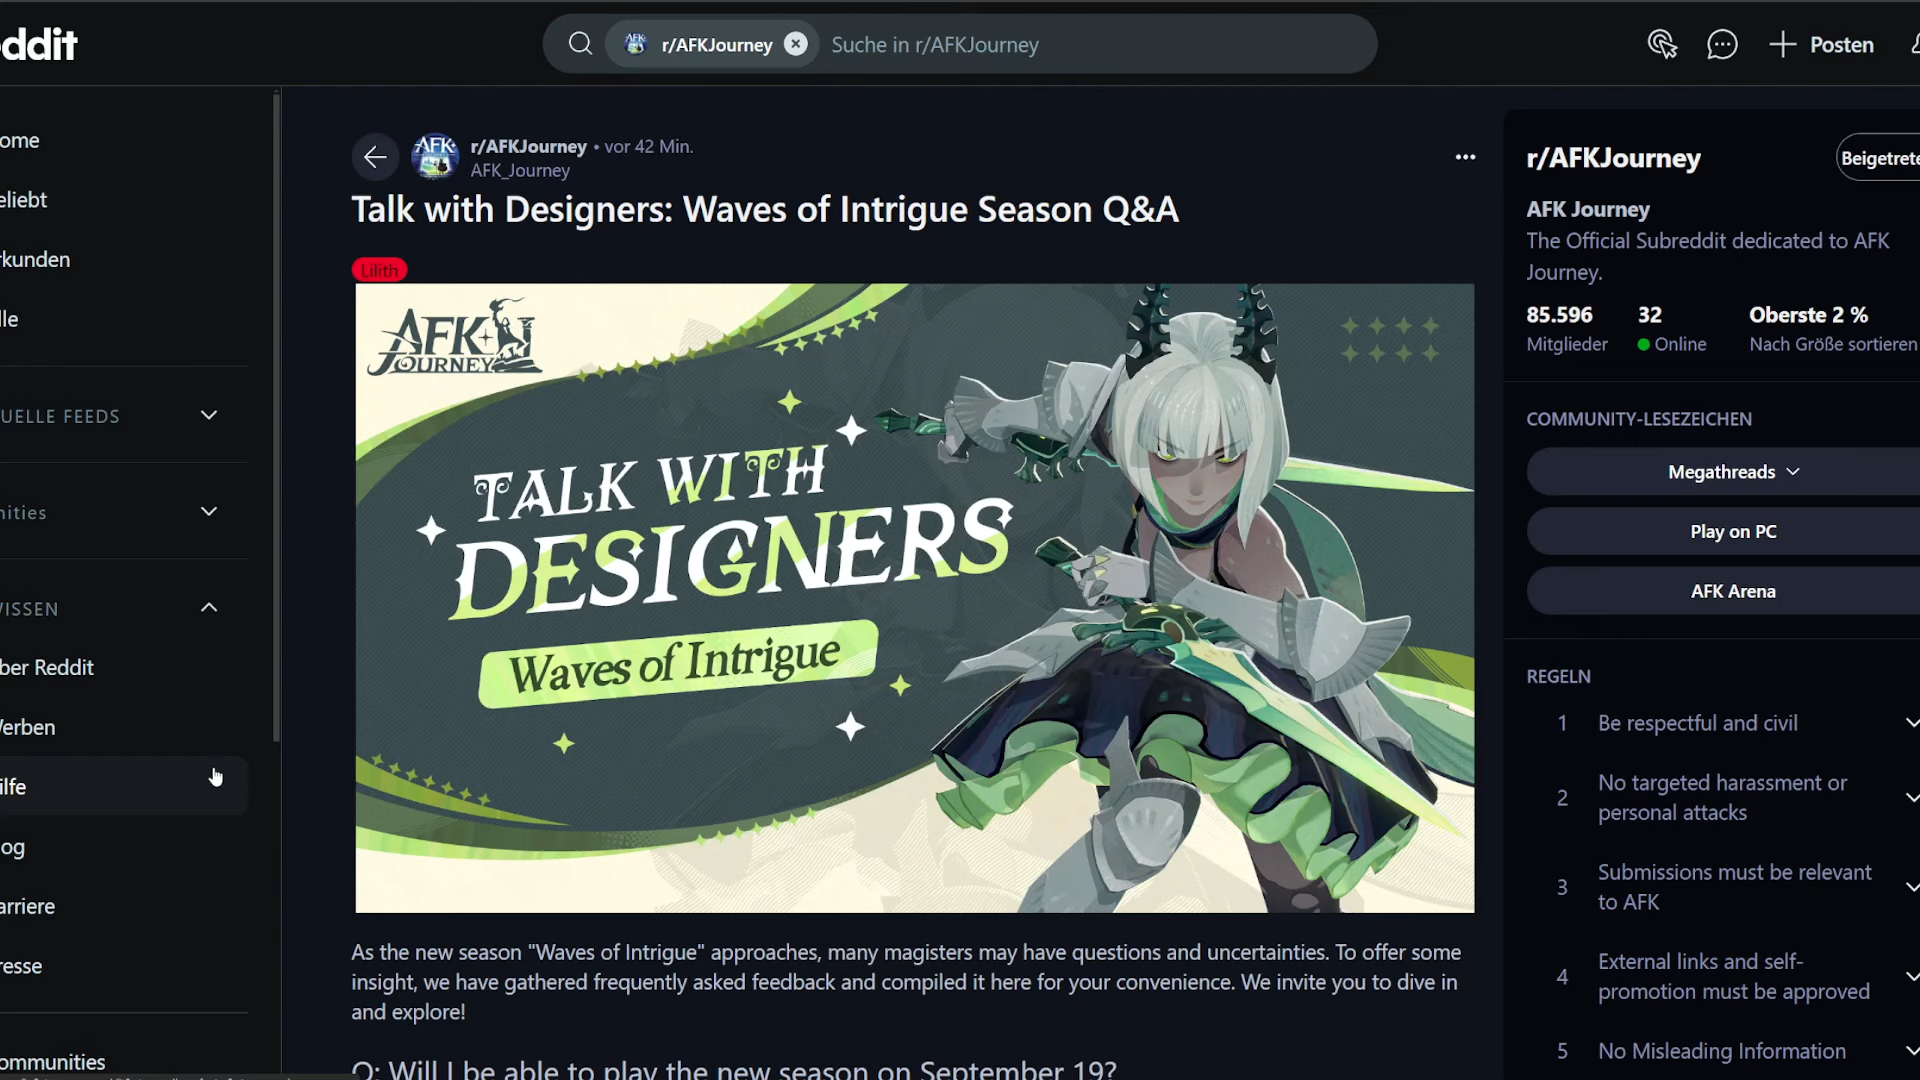 ddit
r/AFKJourney
Suche in r/AFKJourney
Posten
ome
eliebt
rkunden
lle
UELLE FEEDS
nities
VISSEN
ber Reddit
Verben
ilfe
og
arriere
resse
ommunities
r/AFKJourney • vor 42 Min.
AFK_Journey
Talk with Designers: Waves of Intrigue Season Q&A
Lilith
AFK
JOURNEY
TALK WITH
DESIGNERS
Waves of Intrigue
As the new season "Waves of Intrigue" approaches, many magisters may have questions and uncertainties. To offer some
insight, we have gathered frequently asked feedback and compiled it here for your convenience. We invite you to dive in
and explore!
Q: Will I be able to play the new season on September 19?
r/AFKJourney
Beigetrete
AFK Journey
The Official Subreddit dedicated to AFK
Journey.
85.596 32 Oberste 2 %
Mitglieder Online Nach Größe sortieren
COMMUNITY-LESEZEICHEN
Megathreads
Play on PC
AFK Arena
REGELN
1 Be respectful and civil
2 No targeted harassment or
personal attacks
3 Submissions must be relevant
to AFK
4 External links and self-
promotion must be approved
5 No Misleading Information